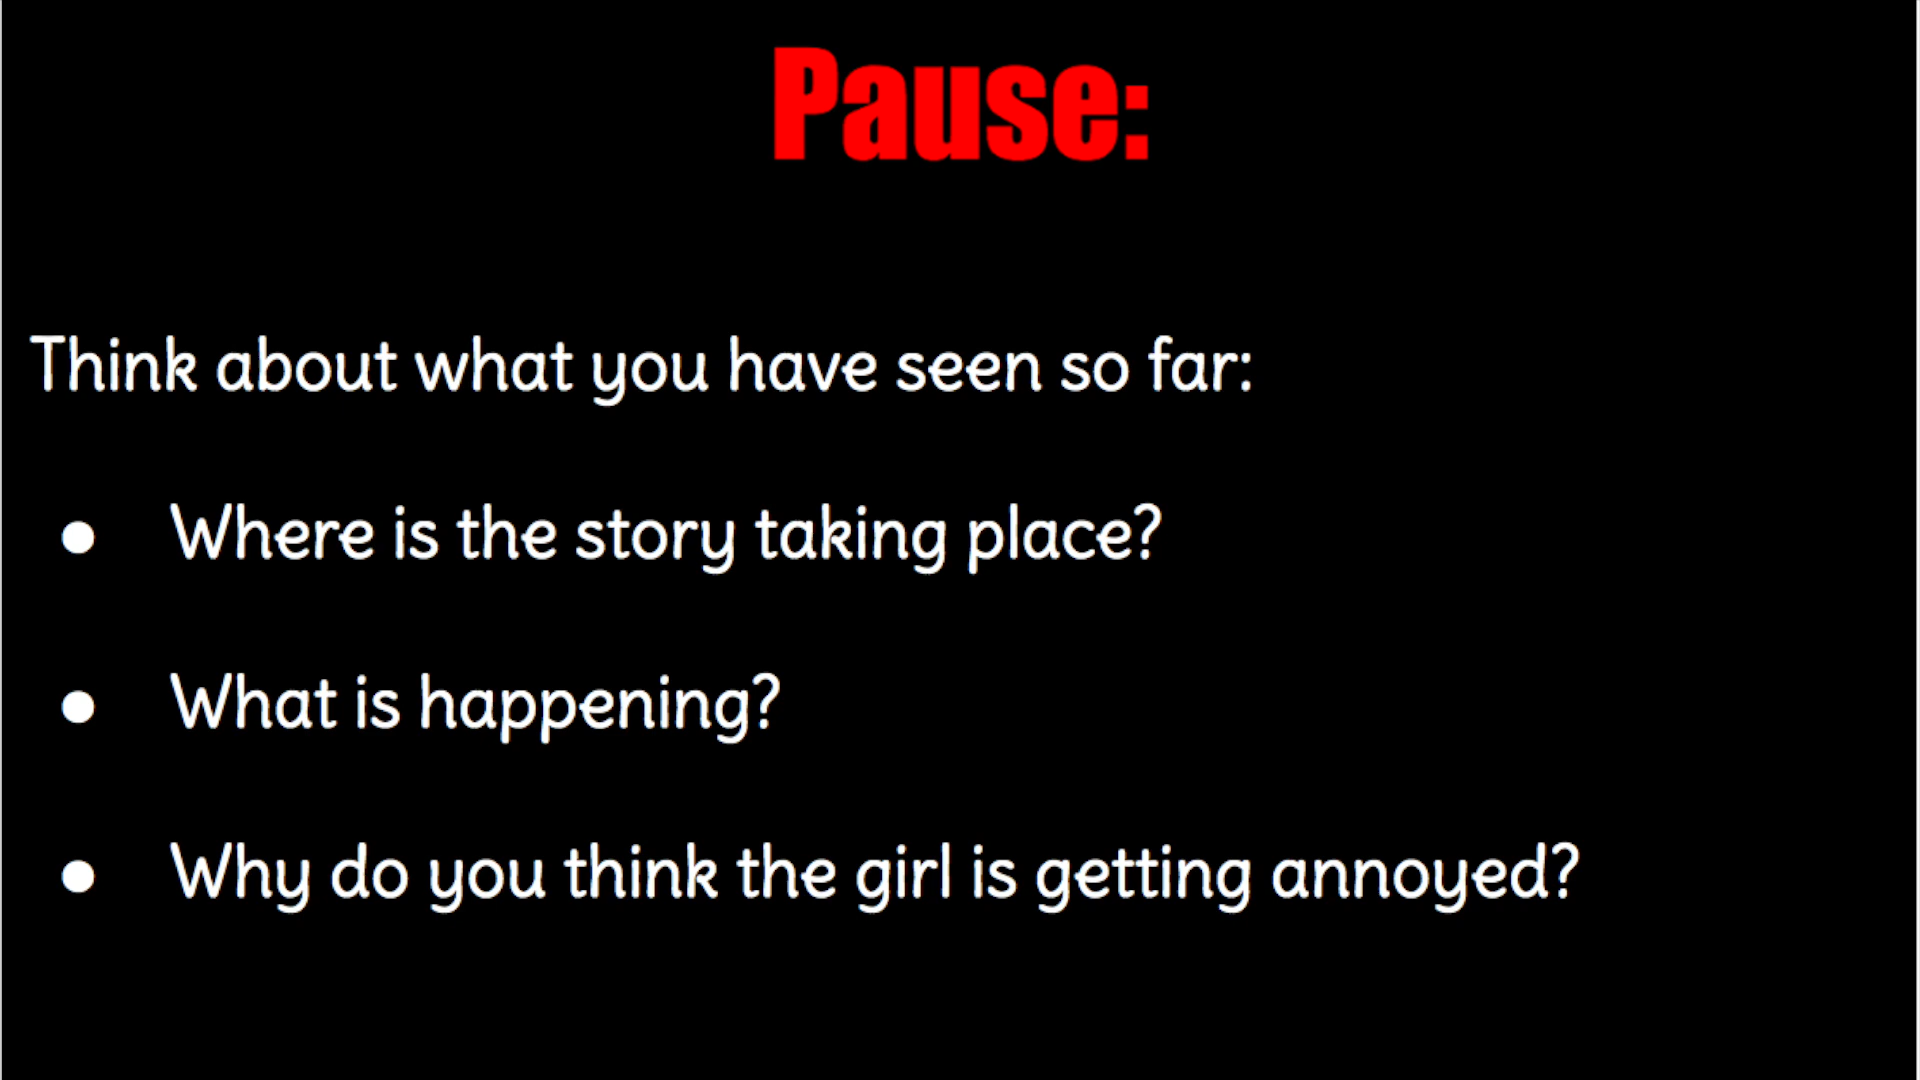 Pause:
Think about what you have seen so far:
● Where is the story taking place?
● What is happening?
● Why do you think the girl is getting annoyed?